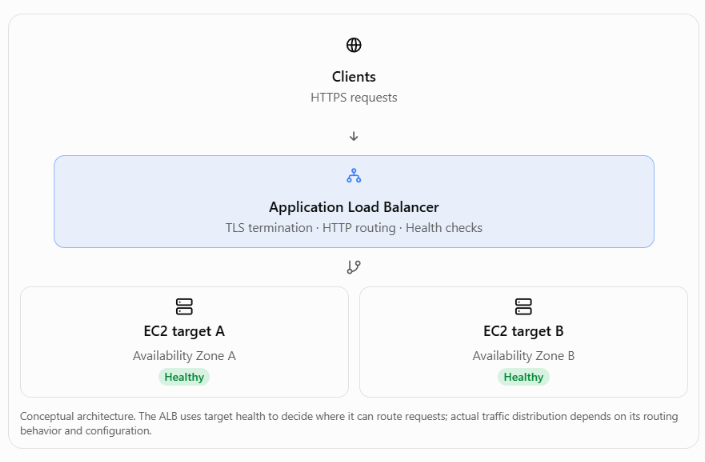 Clients
HTTPS requests
Application Load Balancer
TLS termination · HTTP routing · Health checks
EC2 target A
Availability Zone A
Healthy
EC2 target B
Availability Zone B
Healthy
Conceptual architecture. The ALB uses target health to decide where it can route requests; actual traffic distribution depends on its routing
behavior and configuration.